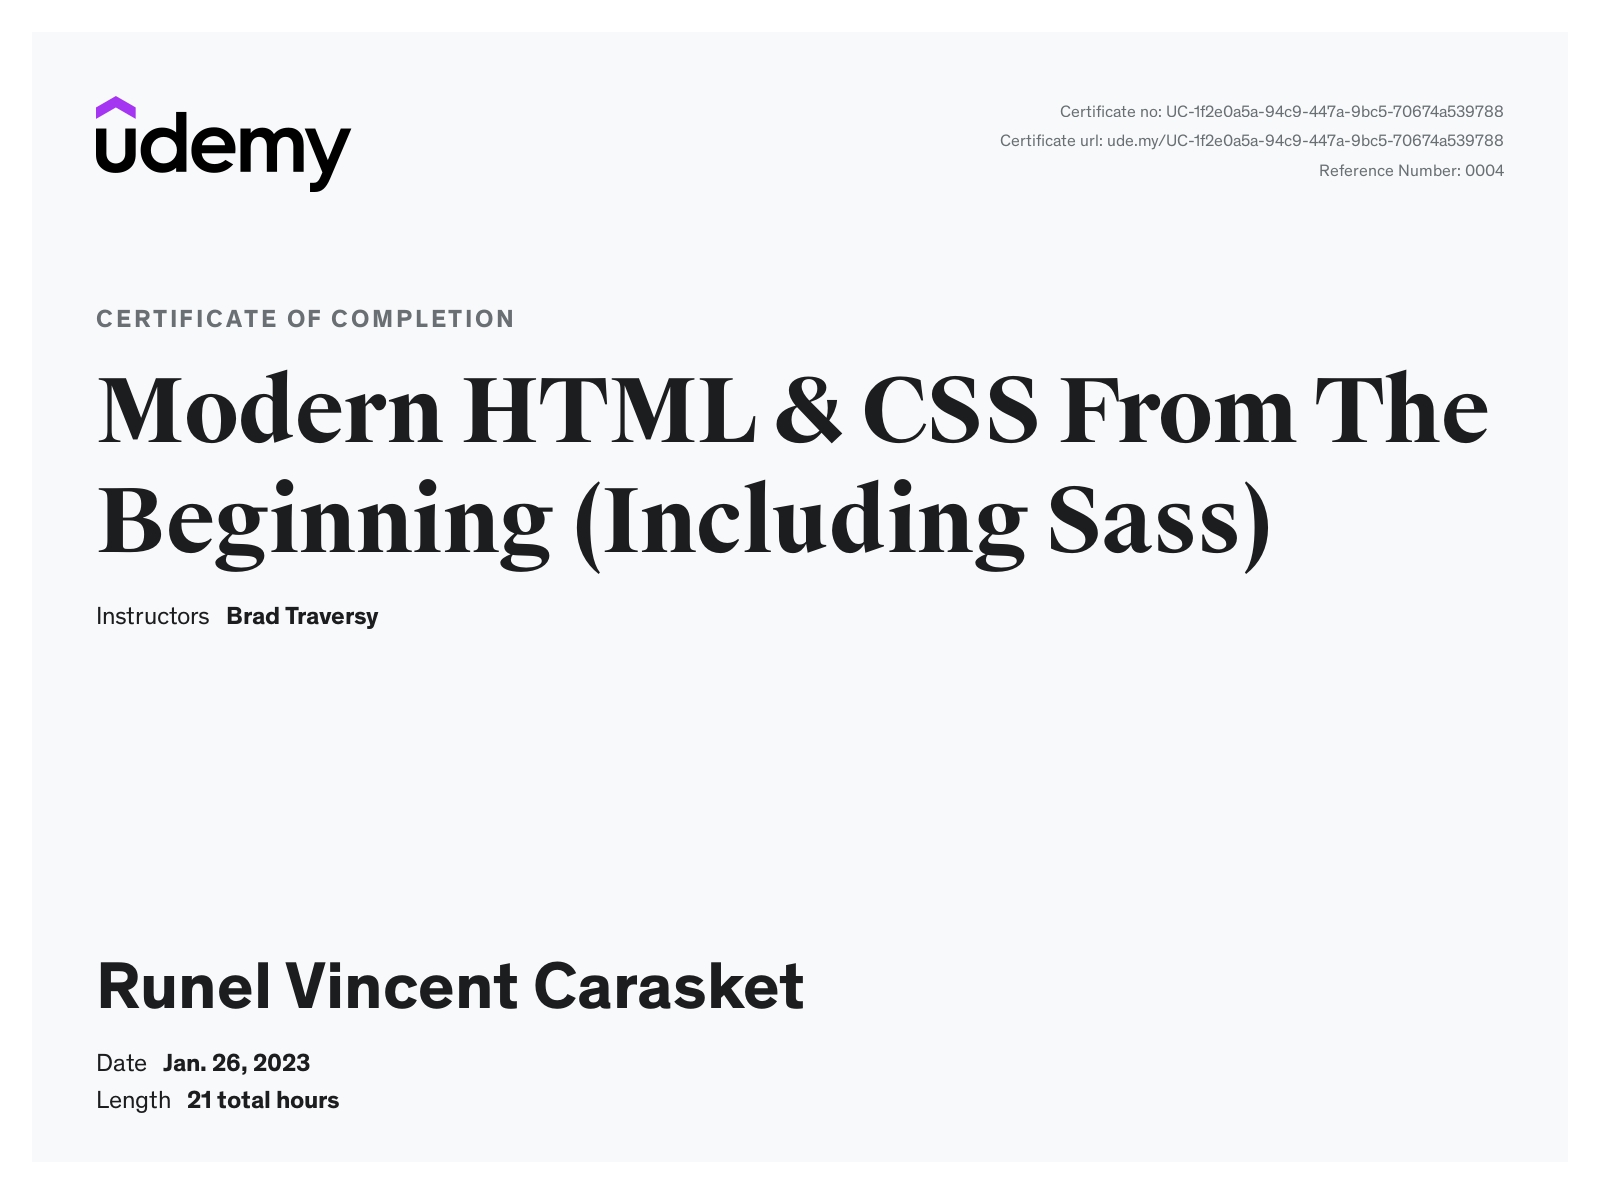 udemy
Certificate no: UC-1f2e0a5a-94c9-447a-9bc5-70674a539788
Certificate url: ude.my/UC-1f2e0a5a-94c9-447a-9bc5-70674a539788
Reference Number: 0004
CERTIFICATE OF COMPLETION
Modern HTML & CSS From The
Beginning (Including Sass)
Instructors Brad Traversy
Runel Vincent Carasket
Date Jan. 26, 2023
Length 21 total hours